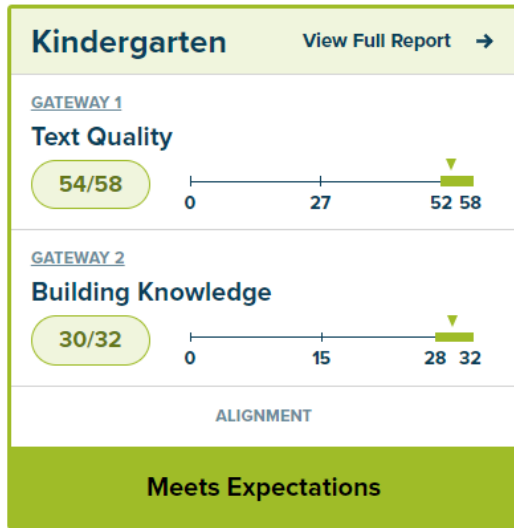 Kindergarten View Full Report →
GATEWAY 1
Text Quality
54/58
0 27 52 58
GATEWAY 2
Building Knowledge
30/32
0 15 28 32
ALIGNMENT
Meets Expectations